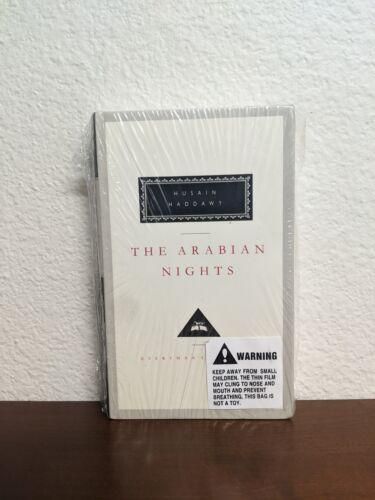 HUSAIN
HADDAWY
THE ARABIAN
NIGHTS
WARNING
KEEP AWAY FROM SMALL
CHILDREN. THE THIN FILM
MAY CLING TO NOSE AND
MOUTH AND PREVENT
BREATHING. THIS BAG IS
NOT A TOY.